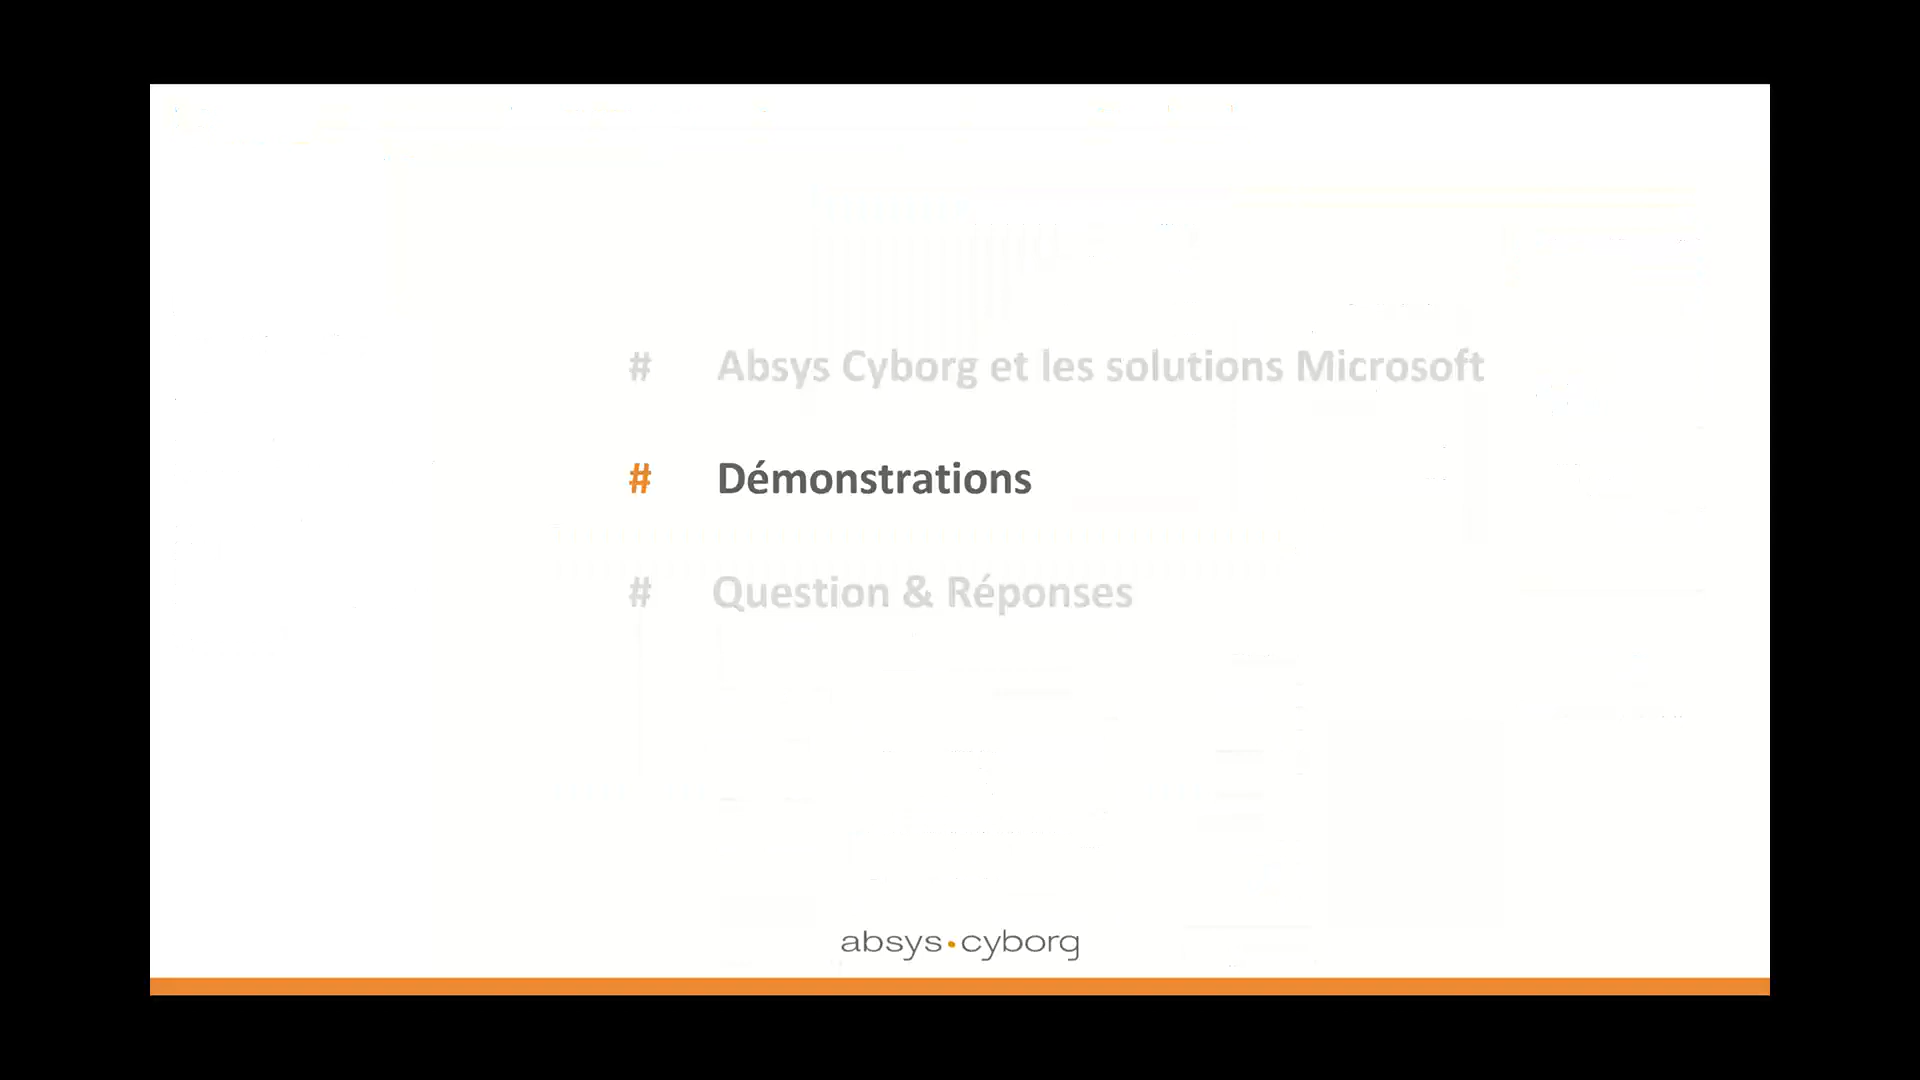 # Absys Cyborg et les solutions Microsoft
# Démonstrations
# Question & Réponses
absys•cyborg